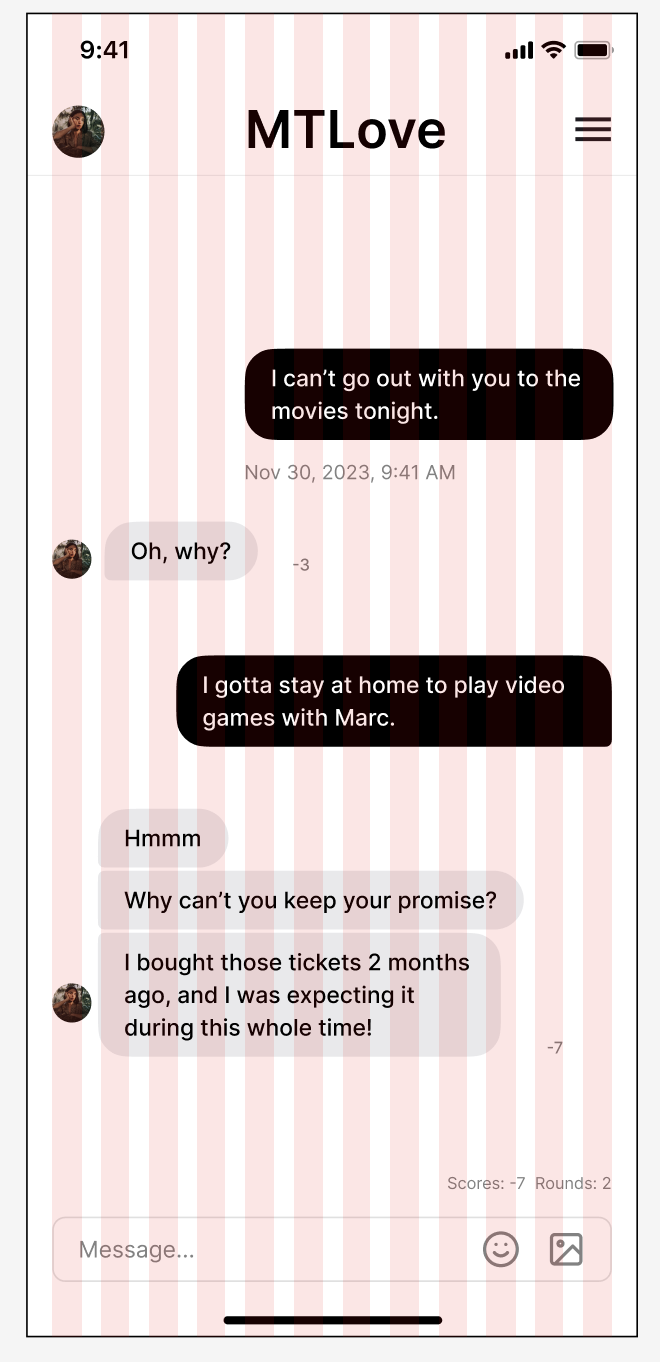 9:41
MTLove
I can’t go out with you to the
movies tonight.
Nov 30, 2023, 9:41 AM
Oh, why?
-3
I gotta stay at home to play video
games with Marc.
Hmmm
Why can’t you keep your promise?
I bought those tickets 2 months
ago, and I was expecting it
during this whole time!
-7
Scores: -7 Rounds: 2
Message...